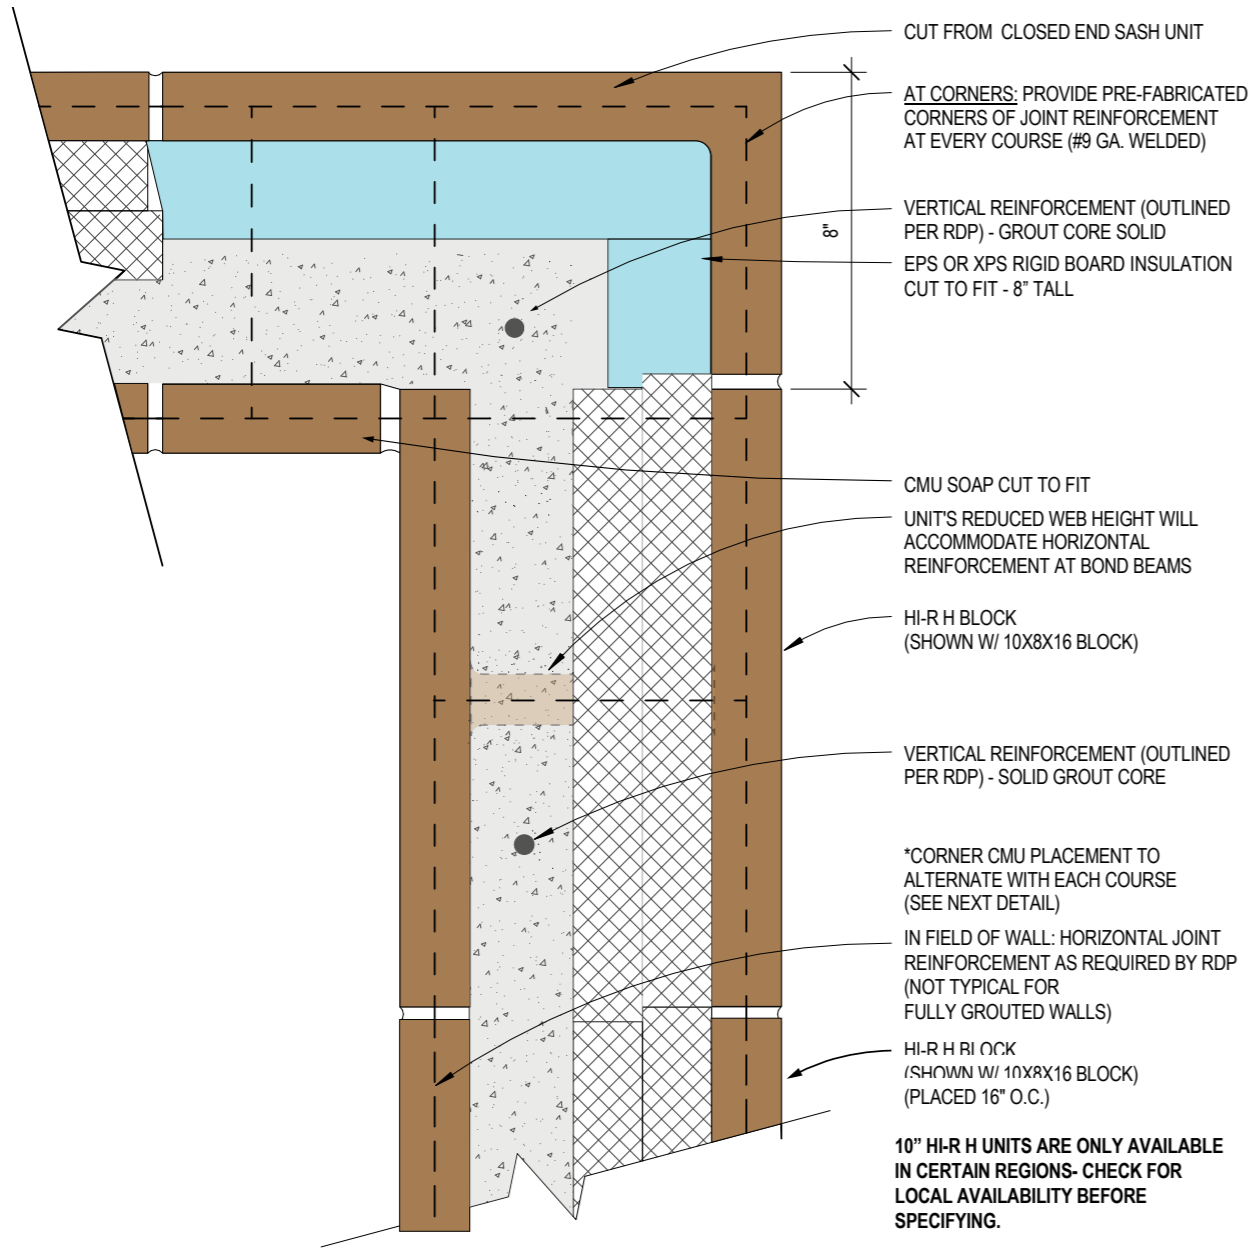 CUT FROM CLOSED END SASH UNIT
AT CORNERS: PROVIDE PRE-FABRICATED
CORNERS OF JOINT REINFORCEMENT
AT EVERY COURSE (#9 GA. WELDED)
VERTICAL REINFORCEMENT (OUTLINED
PER RDP) - GROUT CORE SOLID
8"
EPS OR XPS RIGID BOARD INSULATION
CUT TO FIT - 8” TALL
CMU SOAP CUT TO FIT
UNIT'S REDUCED WEB HEIGHT WILL
ACCOMMODATE HORIZONTAL
REINFORCEMENT AT BOND BEAMS
HI-R H BLOCK
(SHOWN W/ 10X8X16 BLOCK)
VERTICAL REINFORCEMENT (OUTLINED
PER RDP) - SOLID GROUT CORE
*CORNER CMU PLACEMENT TO
ALTERNATE WITH EACH COURSE
(SEE NEXT DETAIL)
IN FIELD OF WALL: HORIZONTAL JOINT
REINFORCEMENT AS REQUIRED BY RDP
(NOT TYPICAL FOR
FULLY GROUTED WALLS)
HI-R H BLOCK
(SHOWN W/ 10X8X16 BLOCK)
(PLACED 16" O.C.)
10” HI-R H UNITS ARE ONLY AVAILABLE
IN CERTAIN REGIONS- CHECK FOR
LOCAL AVAILABILITY BEFORE
SPECIFYING.